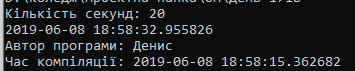 Кількість секунд: 20
2019-06-08 18:58:32.955826
Автор програми: Денис
Час компіляції: 2019-06-08 18:58:15.362682